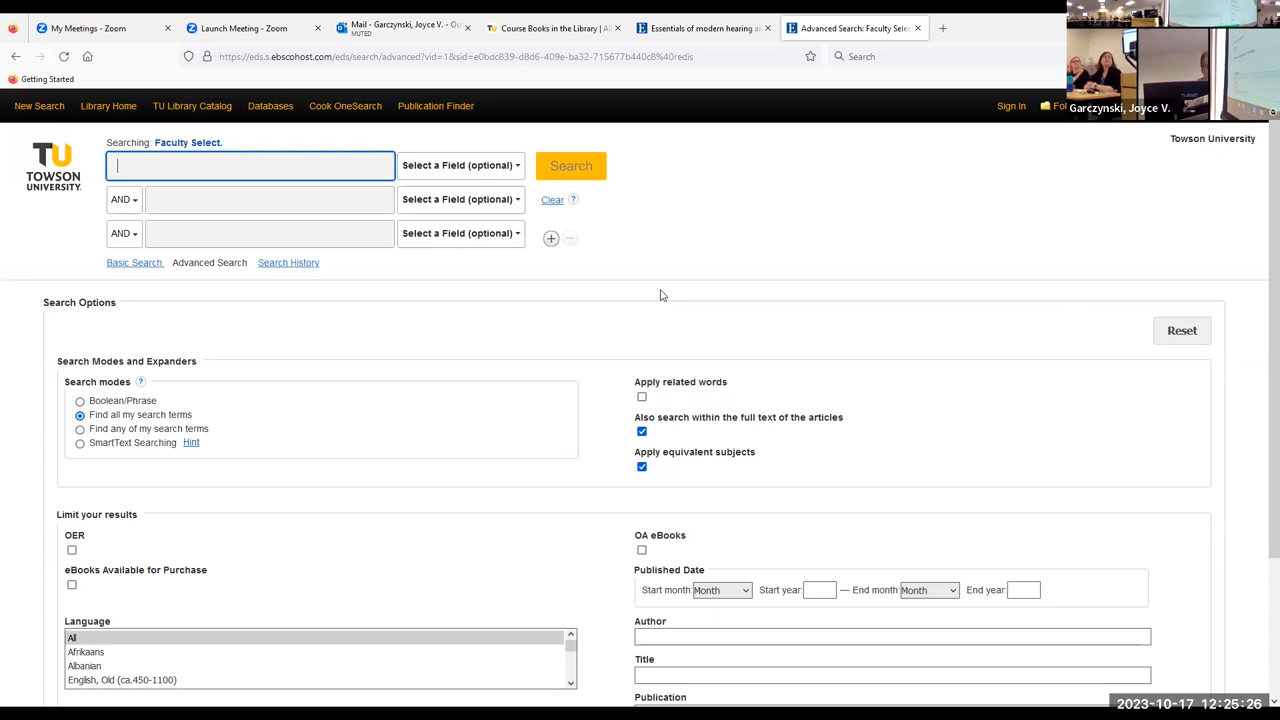 My Meetings - Zoom
Launch Meeting - Zoom
Mail - Garczynski, Joyce V. - Ou
MUTED
Course Books in the Library | Al
Essentials of modern hearing a
Advanced Search: Faculty Selec
https://eds.s.ebscohost.com/eds/search/advanced?vid=1&sid=e0bdc839-d8d6-409e-ba32-715677b440c8%40redis
Search
Getting Started
New Search
Library Home
TU Library Catalog
Databases
Cook OneSearch
Publication Finder
Sign In
Fol
Garczynski, Joyce V.
Towson University
TU
TOWSON
UNIVERSITY.
Searching: Faculty Select.
Select a Field (optional)
Search
AND
Select a Field (optional)
Clear
AND
Select a Field (optional)
Basic Search
Advanced Search
Search History
Search Options
Reset
Search Modes and Expanders
Search modes
Boolean/Phrase
Find all my search terms
Find any of my search terms
SmartText Searching Hint
Apply related words
Also search within the full text of the articles
Apply equivalent subjects
Limit your results
OER
OA eBooks
eBooks Available for Purchase
Published Date
Start month: Month Start year: — End month: Month End year:
Language
All
Afrikaans
Albanian
English, Old (ca.450-1100)
Author
Title
Publication
2023-10-17 12:25:26